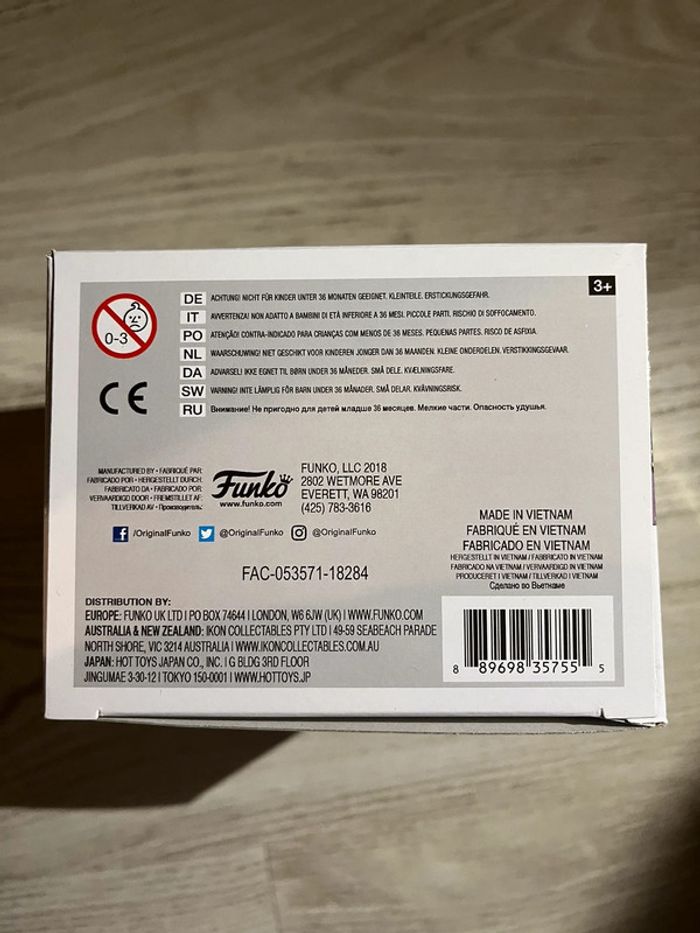 3+
0-3
DE ACHTUNG! NICHT FÜR KINDER UNTER 36 MONATEN GEEIGNET. KLEINTEILE. ERSTICKUNGSGEFAHR.
IT AVVERTENZA! NON ADATTO A BAMBINI DI ETÀ INFERIORE A 36 MESI. PICCOLE PARTI. RISCHIO DI SOFFOCAMENTO.
PO ATENÇÃO! CONTRA-INDICADO PARA CRIANÇAS COM MENOS DE 36 MESES. PEQUENAS PARTES. RISCO DE ASFIXIA.
NL WAARSCHUWING! NIET GESCHIKT VOOR KINDEREN JONGER DAN 36 MAANDEN. KLEINE ONDERDELEN. VERSTIKKINGSGEVAAR.
DA ADVARSEL! IKKE EGNET TIL BØRN UNDER 36 MÅNEDER. SMÅ DELE. KVÆLNINGSFARE.
SW VARNING! INTE LÄMPLIG FÖR BARN UNDER 36 MÅNADER. SMÅ DELAR. KVÄVNINGSRISK.
RU Внимание! Не пригодно для детей младше 36 месяцев. Мелкие части. Опасность удушья.
CE
MANUFACTURED BY • FABRIQUÉ PAR:
FABRICADO POR • HERGESTELLT DURCH:
FABBRICATO DA • FABRICADO POR:
VERVAARDIGD DOOR • FREMSTILLET AF:
TILLVERKAD AV • Производитель:
Funko
www.funko.com
FUNKO, LLC 2018
2802 WETMORE AVE
EVERETT, WA 98201
(425) 783-3616
/OriginalFunko @OriginalFunko @OriginalFunko
FAC-053571-18284
MADE IN VIETNAM
FABRIQUÉ EN VIETNAM
FABRICADO EN VIETNAM
HERGESTELLT IN VIETNAM / FABBRICATO IN VIETNAM
FABRICADO NA VIETNAM / VERVAARDIGD IN VIETNAM
PRODUCERET I VIETNAM / TILLVERKAD I VIETNAM
Сделано во Вьетнаме
DISTRIBUTION BY:
EUROPE: FUNKO UK LTD | PO BOX 74644 | LONDON, W6 6JW (UK) | WWW.FUNKO.COM
AUSTRALIA & NEW ZEALAND: IKON COLLECTABLES PTY LTD | 49-59 SEABEACH PARADE
NORTH SHORE, VIC 3214 AUSTRALIA | WWW.IKONCOLLECTABLES.COM.AU
JAPAN: HOT TOYS JAPAN CO., INC. | G BLDG 3RD FLOOR
JINGUMAE 3-30-12 | TOKYO 150-0001 | WWW.HOTTOYS.JP
8 89698 35755 5